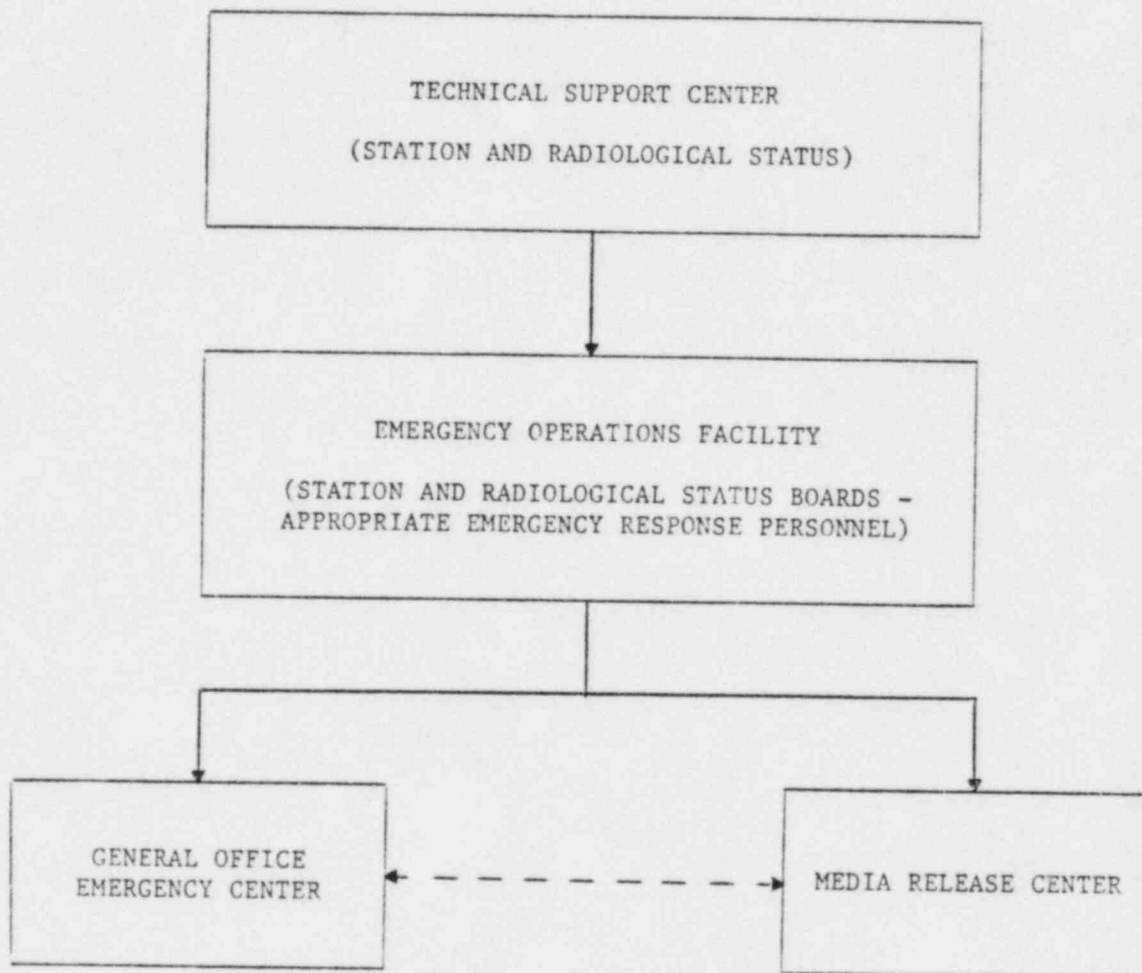 TECHNICAL SUPPORT CENTER
(STATION AND RADIOLOGICAL STATUS)
EMERGENCY OPERATIONS FACILITY
(STATION AND RADIOLOGICAL STATUS BOARDS -
APPROPRIATE EMERGENCY RESPONSE PERSONNEL)
GENERAL OFFICE
EMERGENCY CENTER
MEDIA RELEASE CENTER